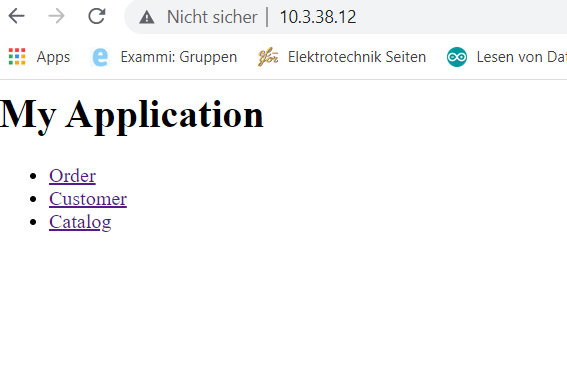 Nicht sicher | 10.3.38.12
Apps Exammi: Gruppen Elektrotechnik Seiten Lesen von Dat
My Application
• Order
• Customer
• Catalog